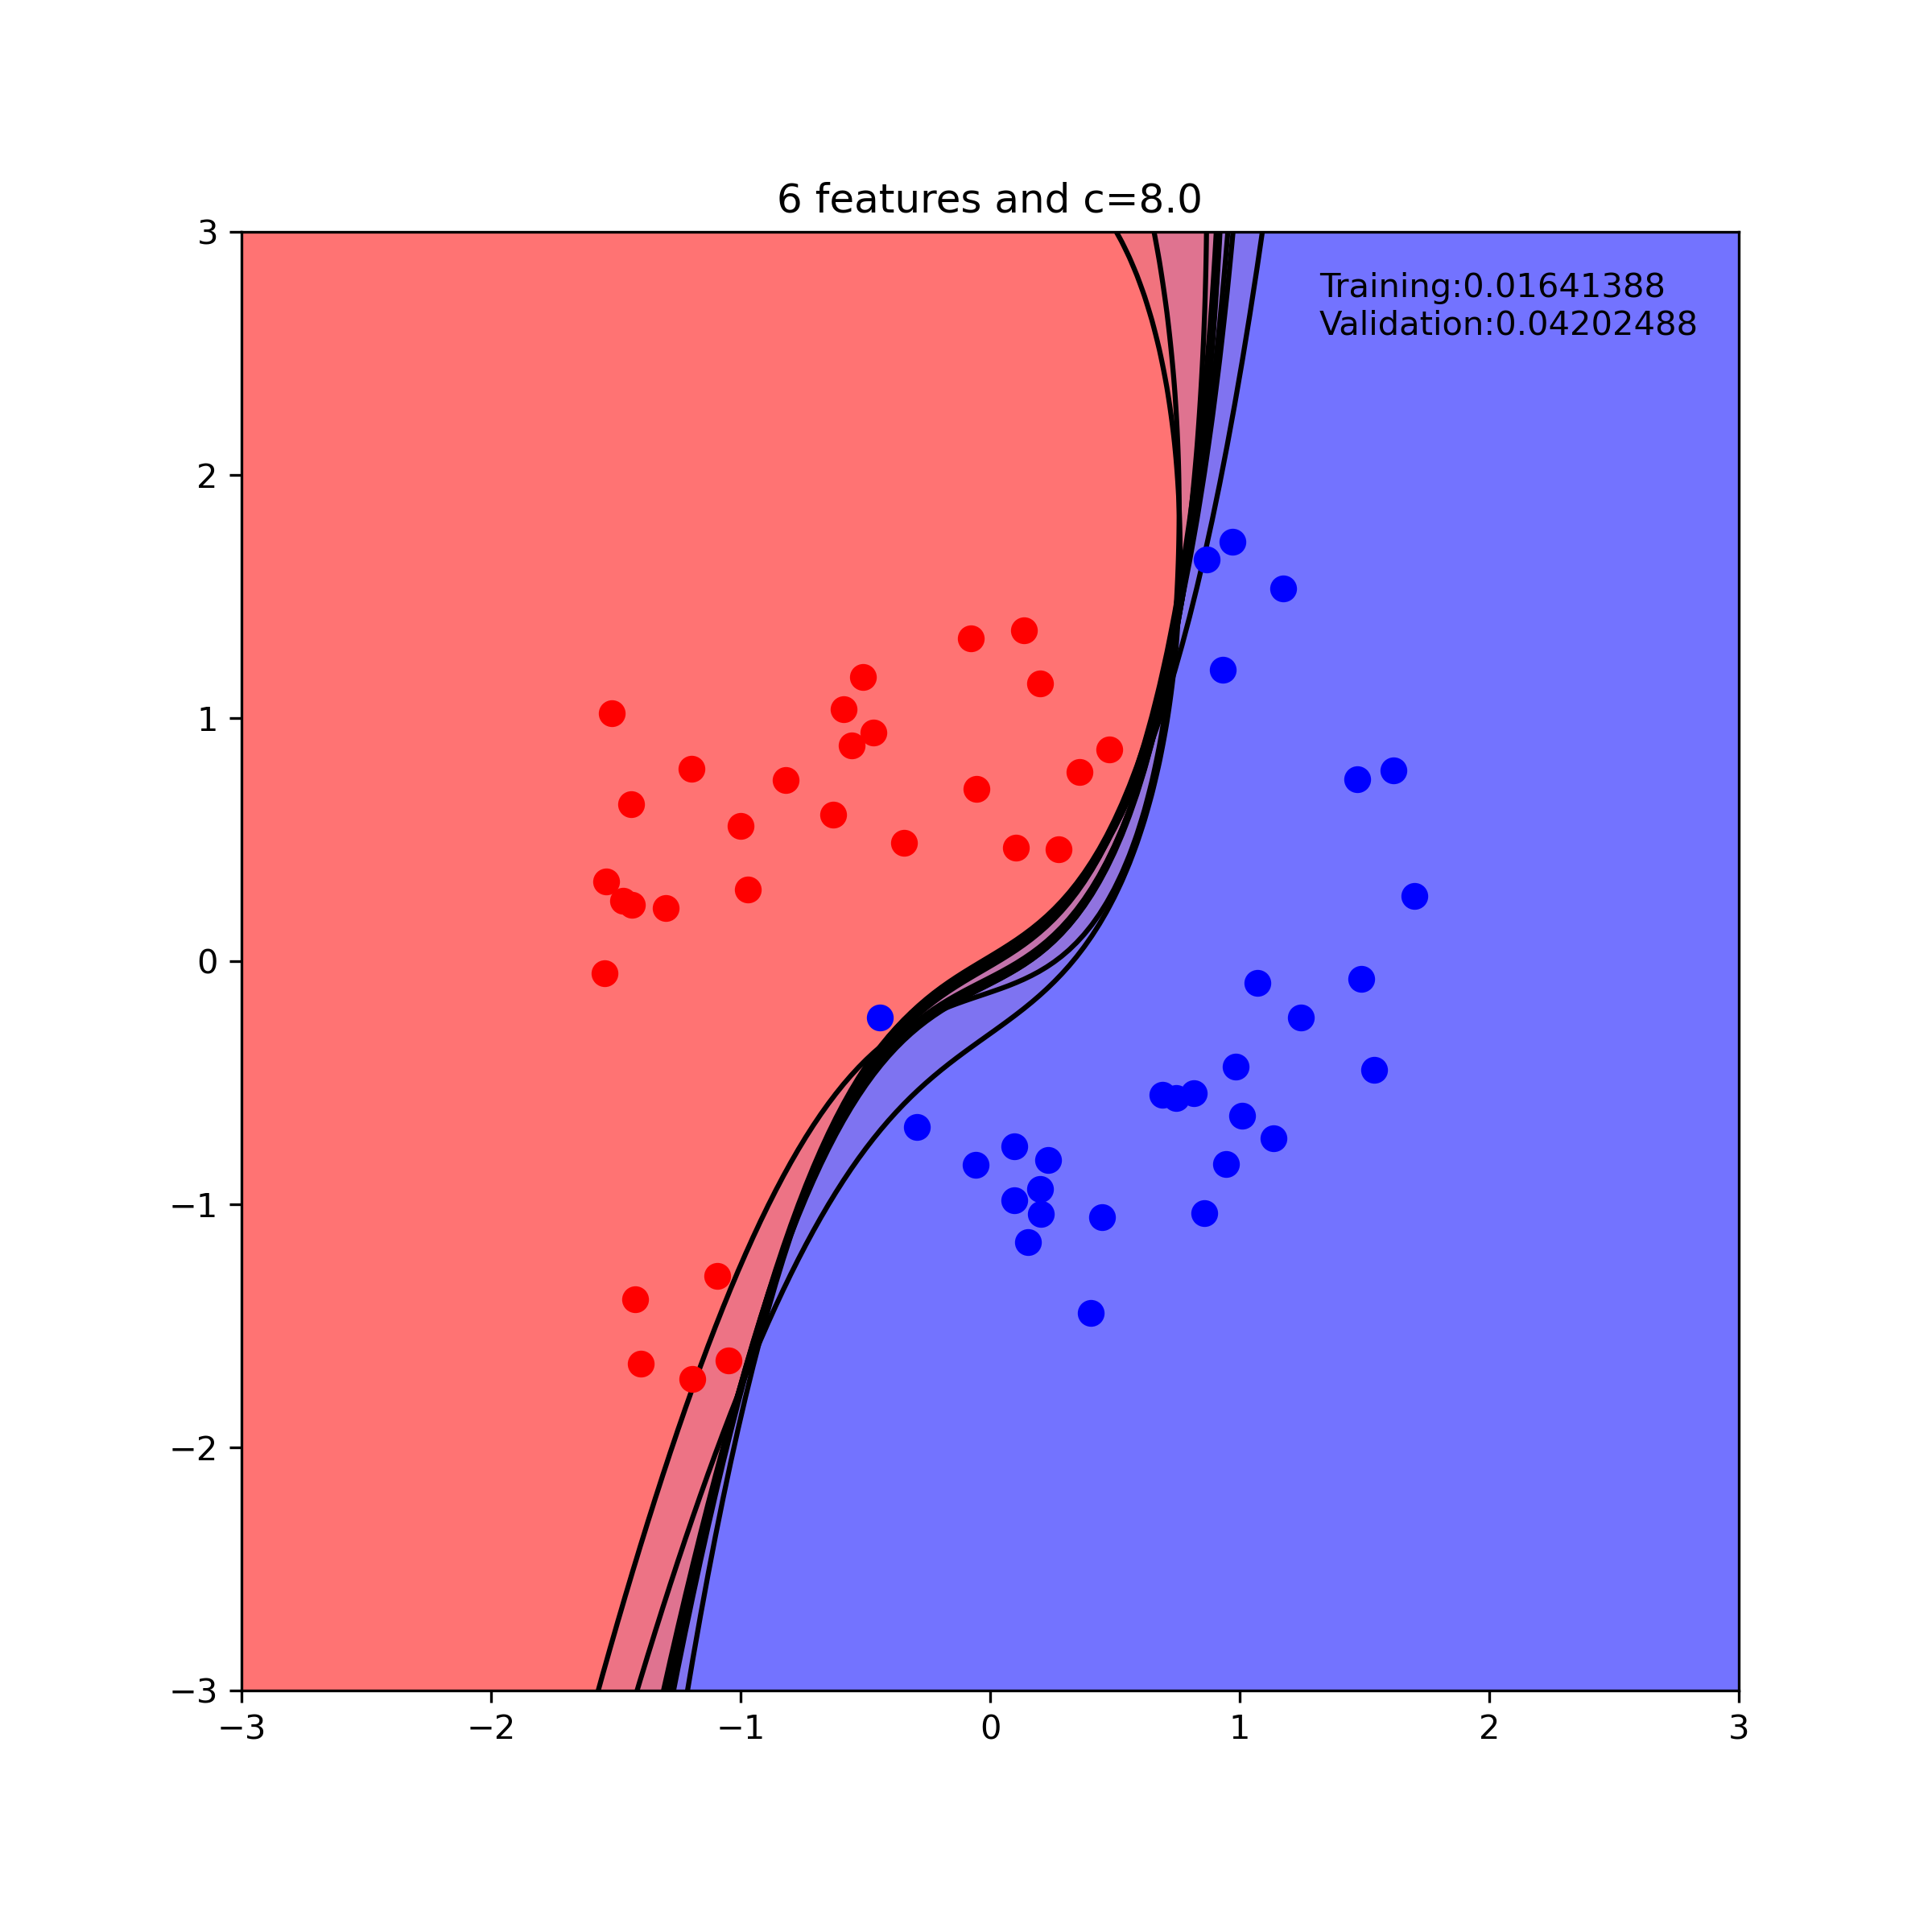 6 features and c=8.0
Training:0.01641388
Validation:0.04202488
3
2
1
0
−1
−2
−3
−3 −2 −1 0 1 2 3